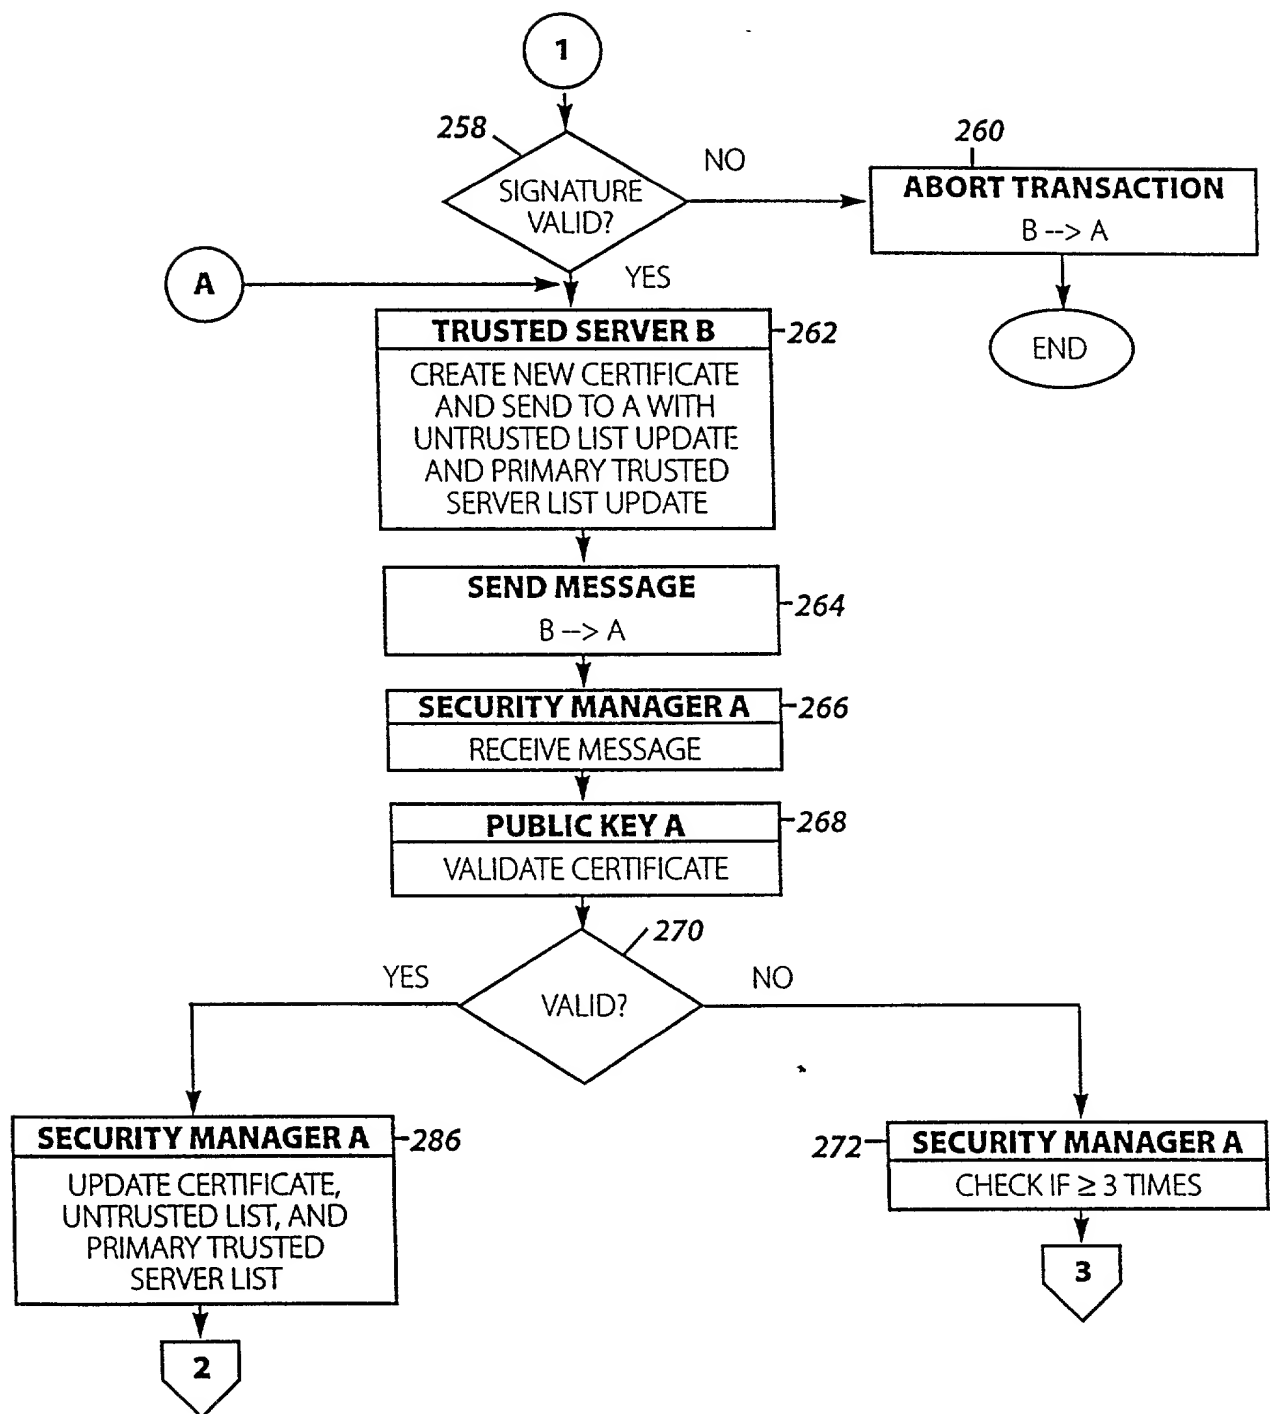 1
258
SIGNATURE
VALID?
NO
260
ABORT TRANSACTION
B --> A
END
A
YES
TRUSTED SERVER B
262
CREATE NEW CERTIFICATE
AND SEND TO A WITH
UNTRUSTED LIST UPDATE
AND PRIMARY TRUSTED
SERVER LIST UPDATE
SEND MESSAGE
B --> A
264
SECURITY MANAGER A
266
RECEIVE MESSAGE
PUBLIC KEY A
268
VALIDATE CERTIFICATE
270
YES
VALID?
NO
SECURITY MANAGER A
286
UPDATE CERTIFICATE,
UNTRUSTED LIST, AND
PRIMARY TRUSTED
SERVER LIST
2
272
SECURITY MANAGER A
CHECK IF ≥ 3 TIMES
3